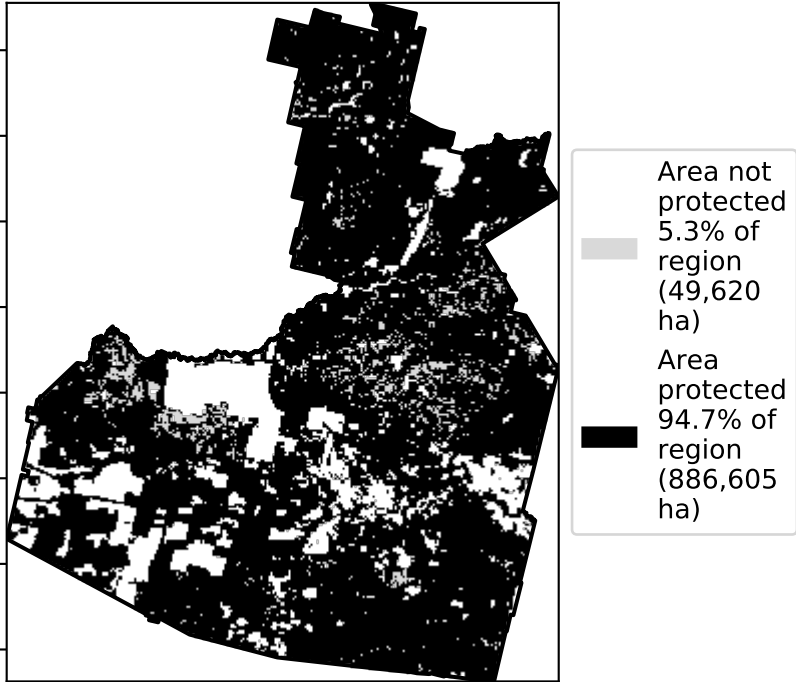 Area not
protected
5.3% of
region
(49,620
ha)
Area
protected
94.7% of
region
(886,605
ha)